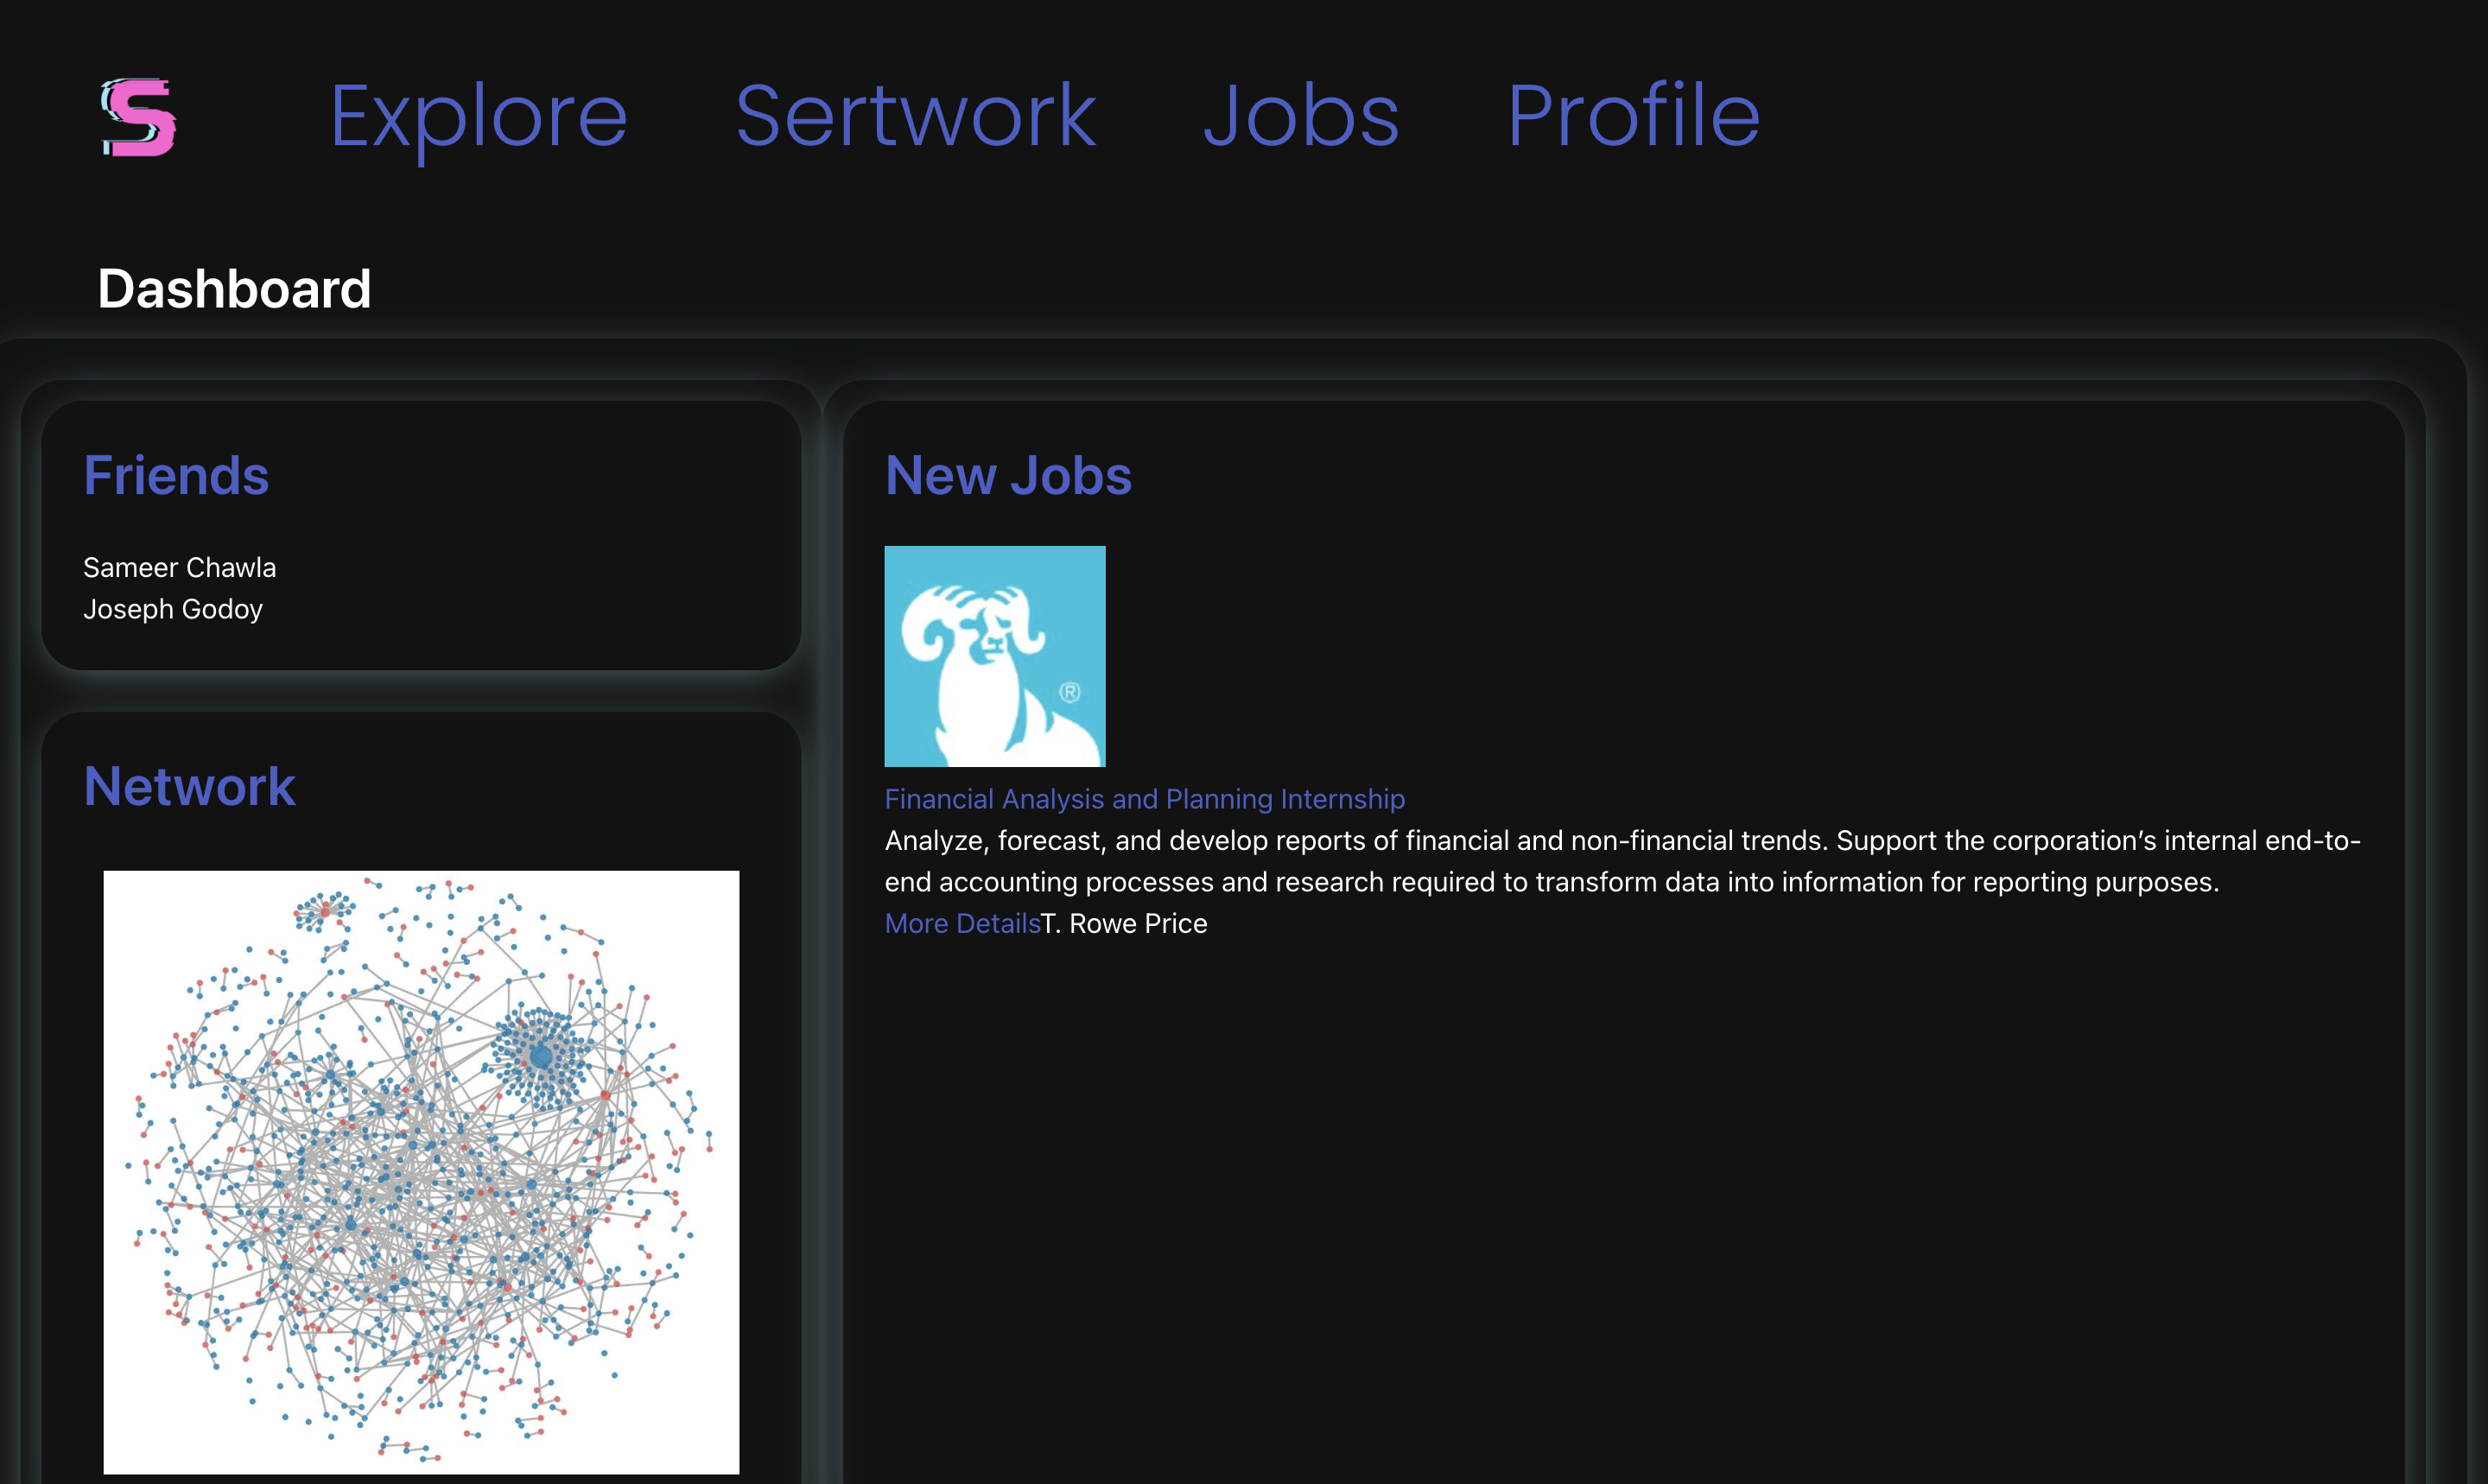 S
Explore Sertwork Jobs Profile
Dashboard
Friends
Sameer Chawla
Joseph Godoy
Network
New Jobs
®
Financial Analysis and Planning Internship
Analyze, forecast, and develop reports of financial and non-financial trends. Support the corporation’s internal end-to-
end accounting processes and research required to transform data into information for reporting purposes.
More DetailsT. Rowe Price